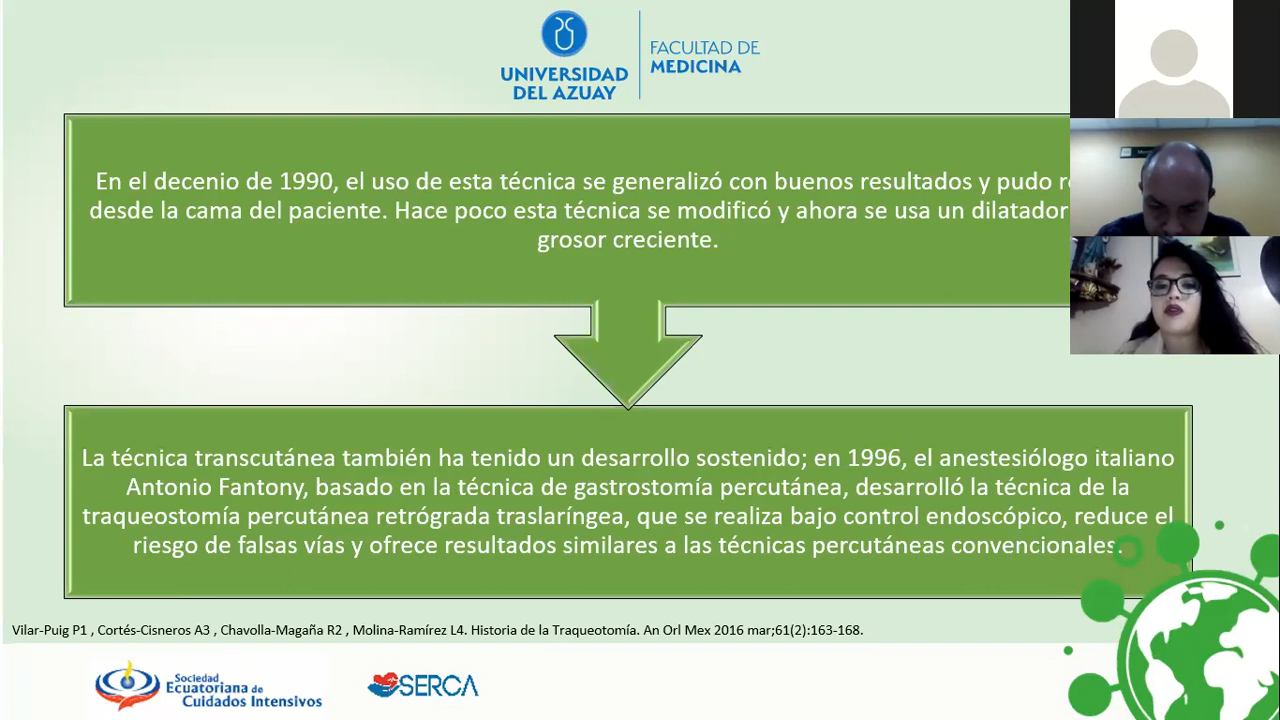 UNIVERSIDAD
DEL AZUAY
FACULTAD DE
MEDICINA
En el decenio de 1990, el uso de esta técnica se generalizó con buenos resultados y pudo
desde la cama del paciente. Hace poco esta técnica se modificó y ahora se usa un dilatador
grosor creciente.
La técnica transcutánea también ha tenido un desarrollo sostenido; en 1996, el anestesiólogo italiano
Antonio Fantony, basado en la técnica de gastrostomía percutánea, desarrolló la técnica de la
traqueostomía percutánea retrógrada traslaríngea, que se realiza bajo control endoscópico, reduce el
riesgo de falsas vías y ofrece resultados similares a las técnicas percutáneas convencionales.
Vilar-Puig P1 , Cortés-Cisneros A3 , Chavolla-Magaña R2 , Molina-Ramírez L4. Historia de la Traqueotomía. An Orl Mex 2016 mar;61(2):163-168.
Sociedad
Ecuatoriana de
Cuidados Intensivos
SERCA